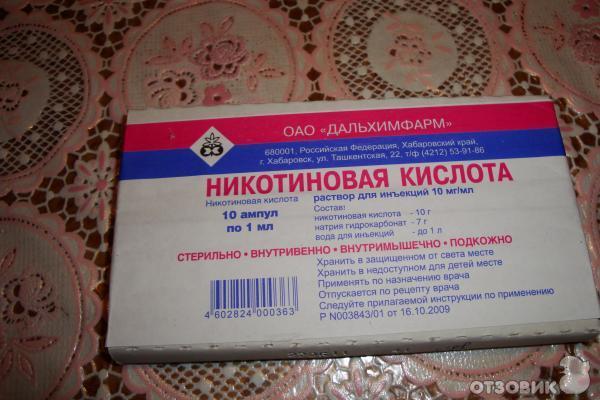 ОАО «ДАЛЬХИМФАРМ»
680001, Российская Федерация, Хабаровский край,
г. Хабаровск, ул. Ташкентская, 22, т/ф (4212) 53-91-86
НИКОТИНОВАЯ КИСЛОТА
Никотиновая кислота
раствор для инъекций 10 мг/мл
10 ампул
по 1 мл
Состав:
никотиновая кислота - 10 г
натрия гидрокарбонат - 7 г
вода для инъекций - до 1 л
СТЕРИЛЬНО • ВНУТРИВЕННО • ВНУТРИМЫШЕЧНО • ПОДКОЖНО
Хранить в защищенном от света месте
Хранить в недоступном для детей месте
Применять по назначению врача
Отпускается по рецепту врача
Следуйте прилагаемой инструкции по применению
Р N003843/01 от 16.10.2009
4 602824 000363
ОТЗОВИК